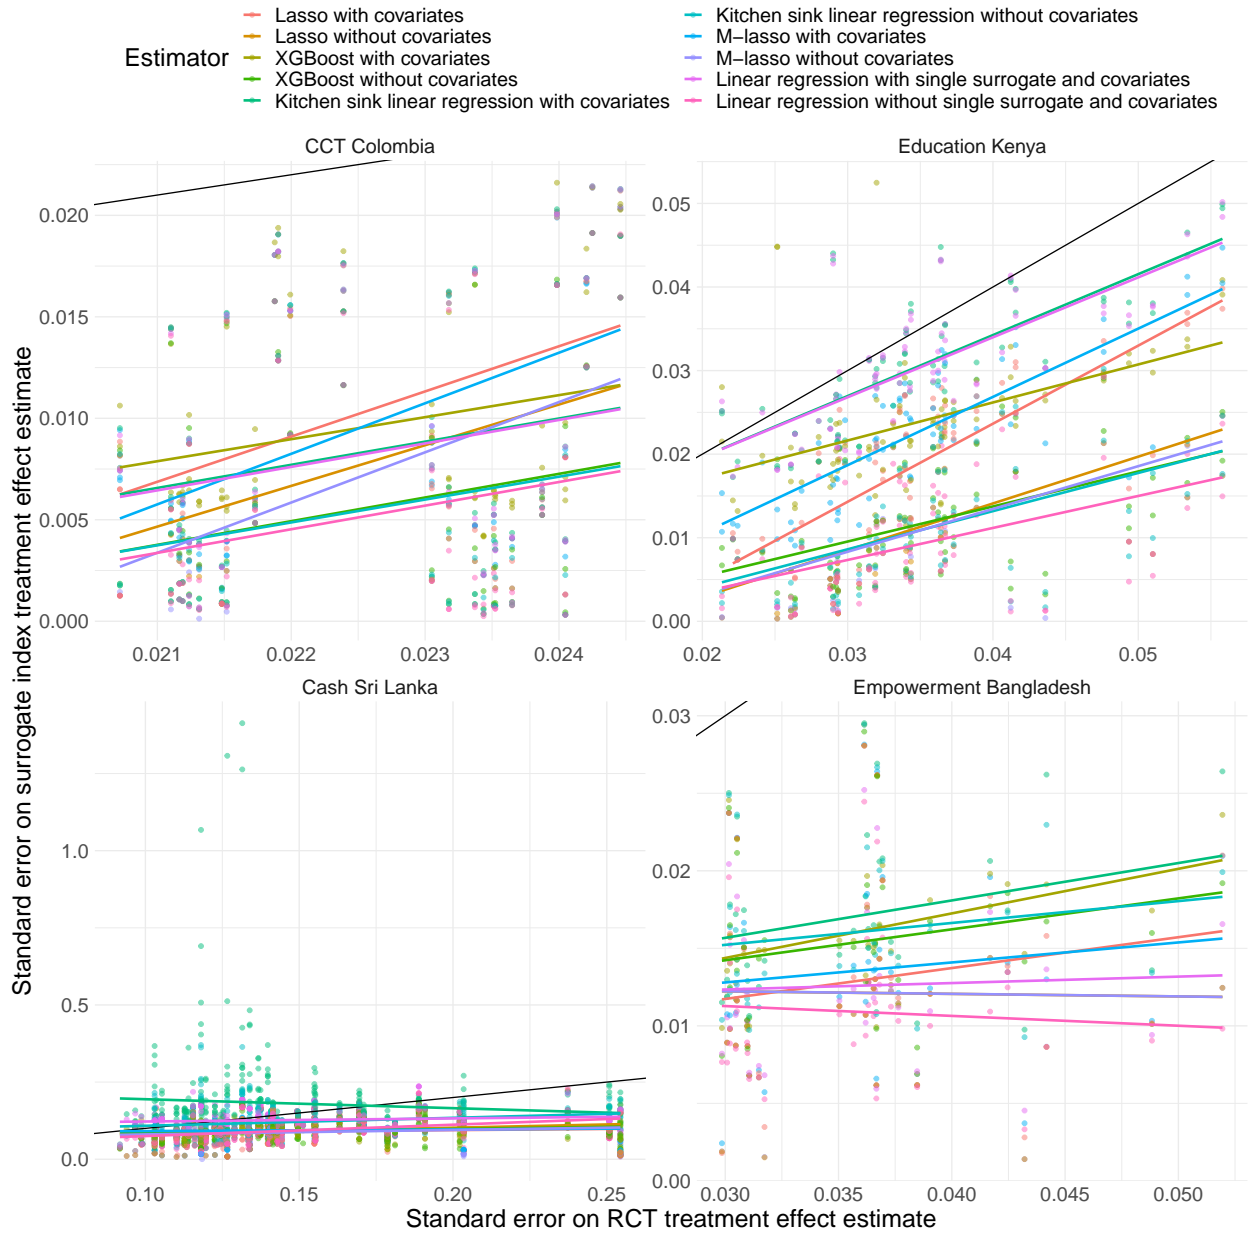 Estimator
Lasso with covariates
Lasso without covariates
XGBoost with covariates
XGBoost without covariates
Kitchen sink linear regression with covariates
Kitchen sink linear regression without covariates
M−lasso with covariates
M−lasso without covariates
Linear regression with single surrogate and covariates
Linear regression without single surrogate and covariates
Standard error on surrogate index treatment effect estimate
CCT Colombia
0.020
0.015
0.010
0.005
0.000
0.021 0.022 0.023 0.024
Education Kenya
0.05
0.04
0.03
0.02
0.01
0.00
0.02 0.03 0.04 0.05
Cash Sri Lanka
1.0
0.5
0.0
0.10 0.15 0.20 0.25
Empowerment Bangladesh
0.03
0.02
0.01
0.00
0.030 0.035 0.040 0.045 0.050
Standard error on RCT treatment effect estimate